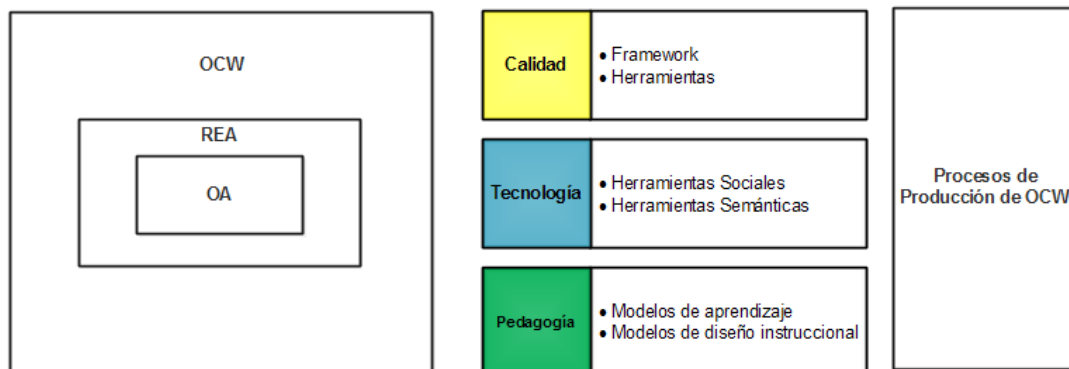 OCW
REA
OA
Calidad
• Framework
• Herramientas
Tecnología
• Herramientas Sociales
• Herramientas Semánticas
Pedagogía
• Modelos de aprendizaje
• Modelos de diseño instruccional
Procesos de
Producción de OCW